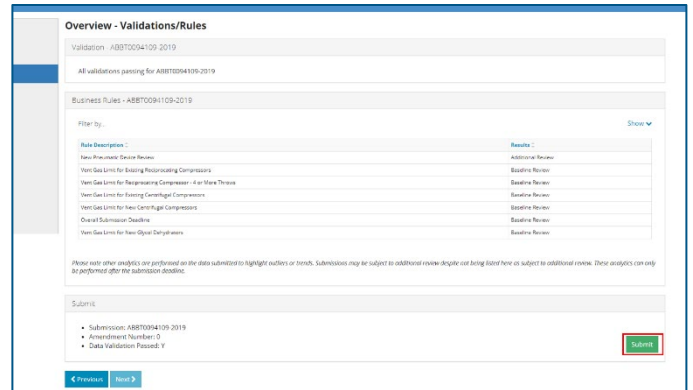 Overview - Validations/Rules
Validation - ABBT0094109-2019
All validations passing for ABBT0094109-2019
Business Rules - ABBT0094109-2019
Filter by...
Show
Rule Description
Results
New Pneumatic Device Review
Additional Review
Vent Gas Limit for Existing Reciprocating Compressors
Baseline Review
Vent Gas Limit for Reciprocating Compressor - 4 or More Throws
Baseline Review
Vent Gas Limit for Existing Centrifugal Compressors
Baseline Review
Vent Gas Limit for New Centrifugal Compressors
Baseline Review
Overall Submission Deadline
Baseline Review
Vent Gas Limit for New Glycol Dehydrators
Baseline Review
Please note other analytics are performed on the data submitted to highlight outliers or trends. Submissions may be subject to additional review despite not being listed here as subject to additional review. These analytics can only
be performed after the submission deadline.
Submit
• Submission: ABBT0094109-2019
• Amendment Number: 0
• Data Validation Passed: Y
Submit
Previous
Next